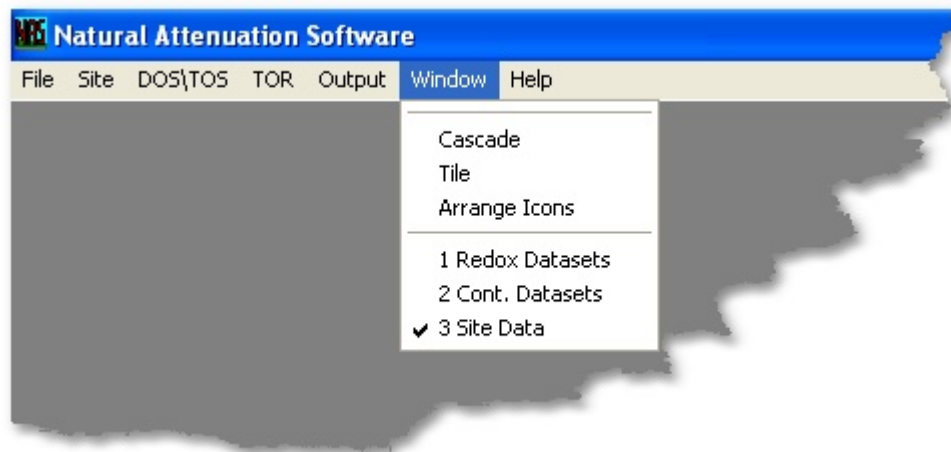 NAS Natural Attenuation Software
File Site DOS\TOS TOR Output Window Help
Cascade
Tile
Arrange Icons
1 Redox Datasets
2 Cont. Datasets
3 Site Data